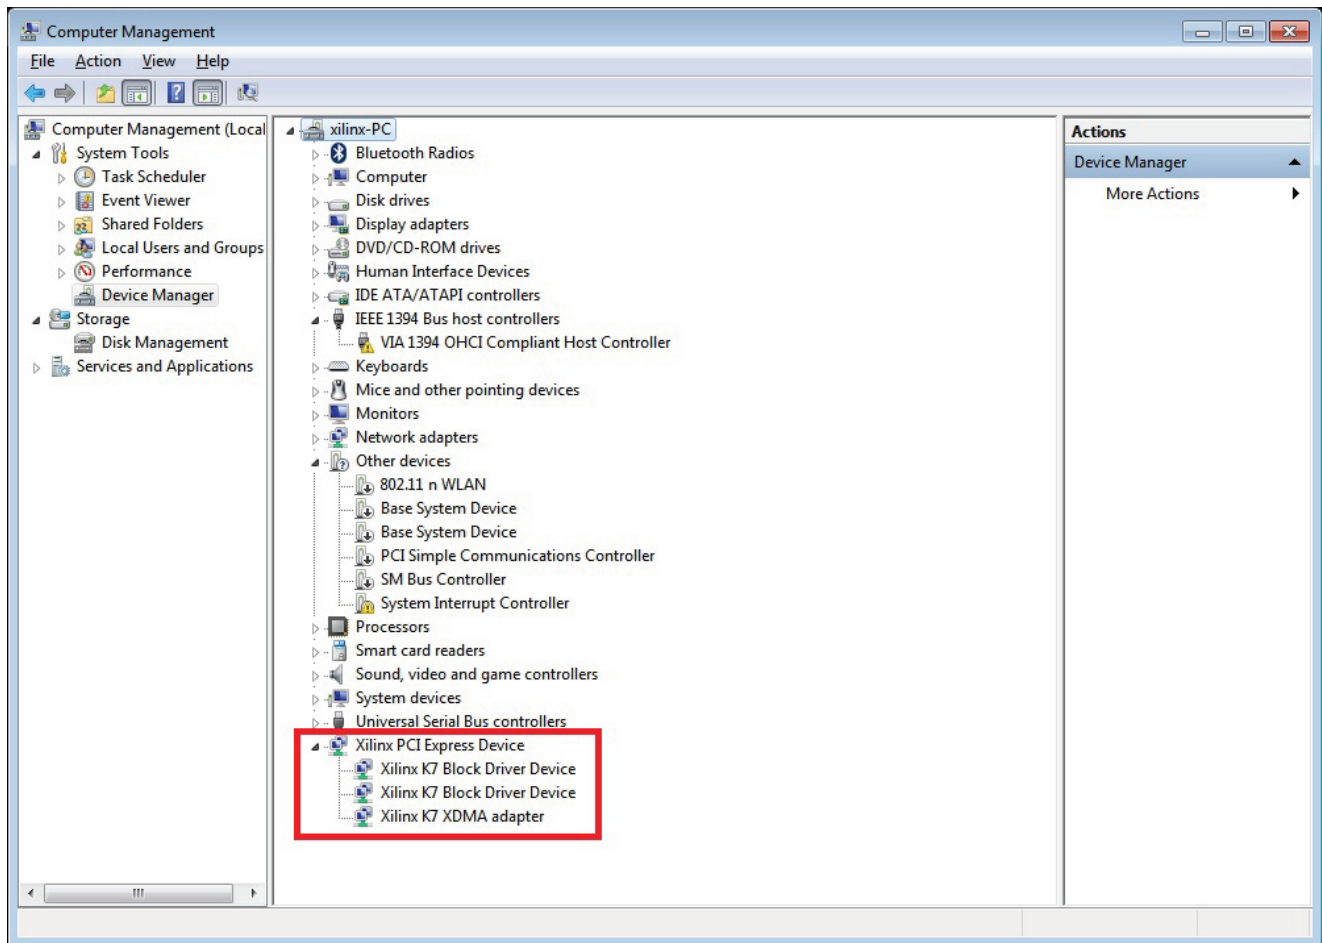 Computer Management
File Action View Help
Computer Management (Local
System Tools
Task Scheduler
Event Viewer
Shared Folders
Local Users and Groups
Performance
Device Manager
Storage
Disk Management
Services and Applications
xilinx-PC
Bluetooth Radios
Computer
Disk drives
Display adapters
DVD/CD-ROM drives
Human Interface Devices
IDE ATA/ATAPI controllers
IEEE 1394 Bus host controllers
VIA 1394 OHCI Compliant Host Controller
Keyboards
Mice and other pointing devices
Monitors
Network adapters
Other devices
802.11 n WLAN
Base System Device
Base System Device
PCI Simple Communications Controller
SM Bus Controller
System Interrupt Controller
Processors
Smart card readers
Sound, video and game controllers
System devices
Universal Serial Bus controllers
Xilinx PCI Express Device
Xilinx K7 Block Driver Device
Xilinx K7 Block Driver Device
Xilinx K7 XDMA adapter
Actions
Device Manager
More Actions